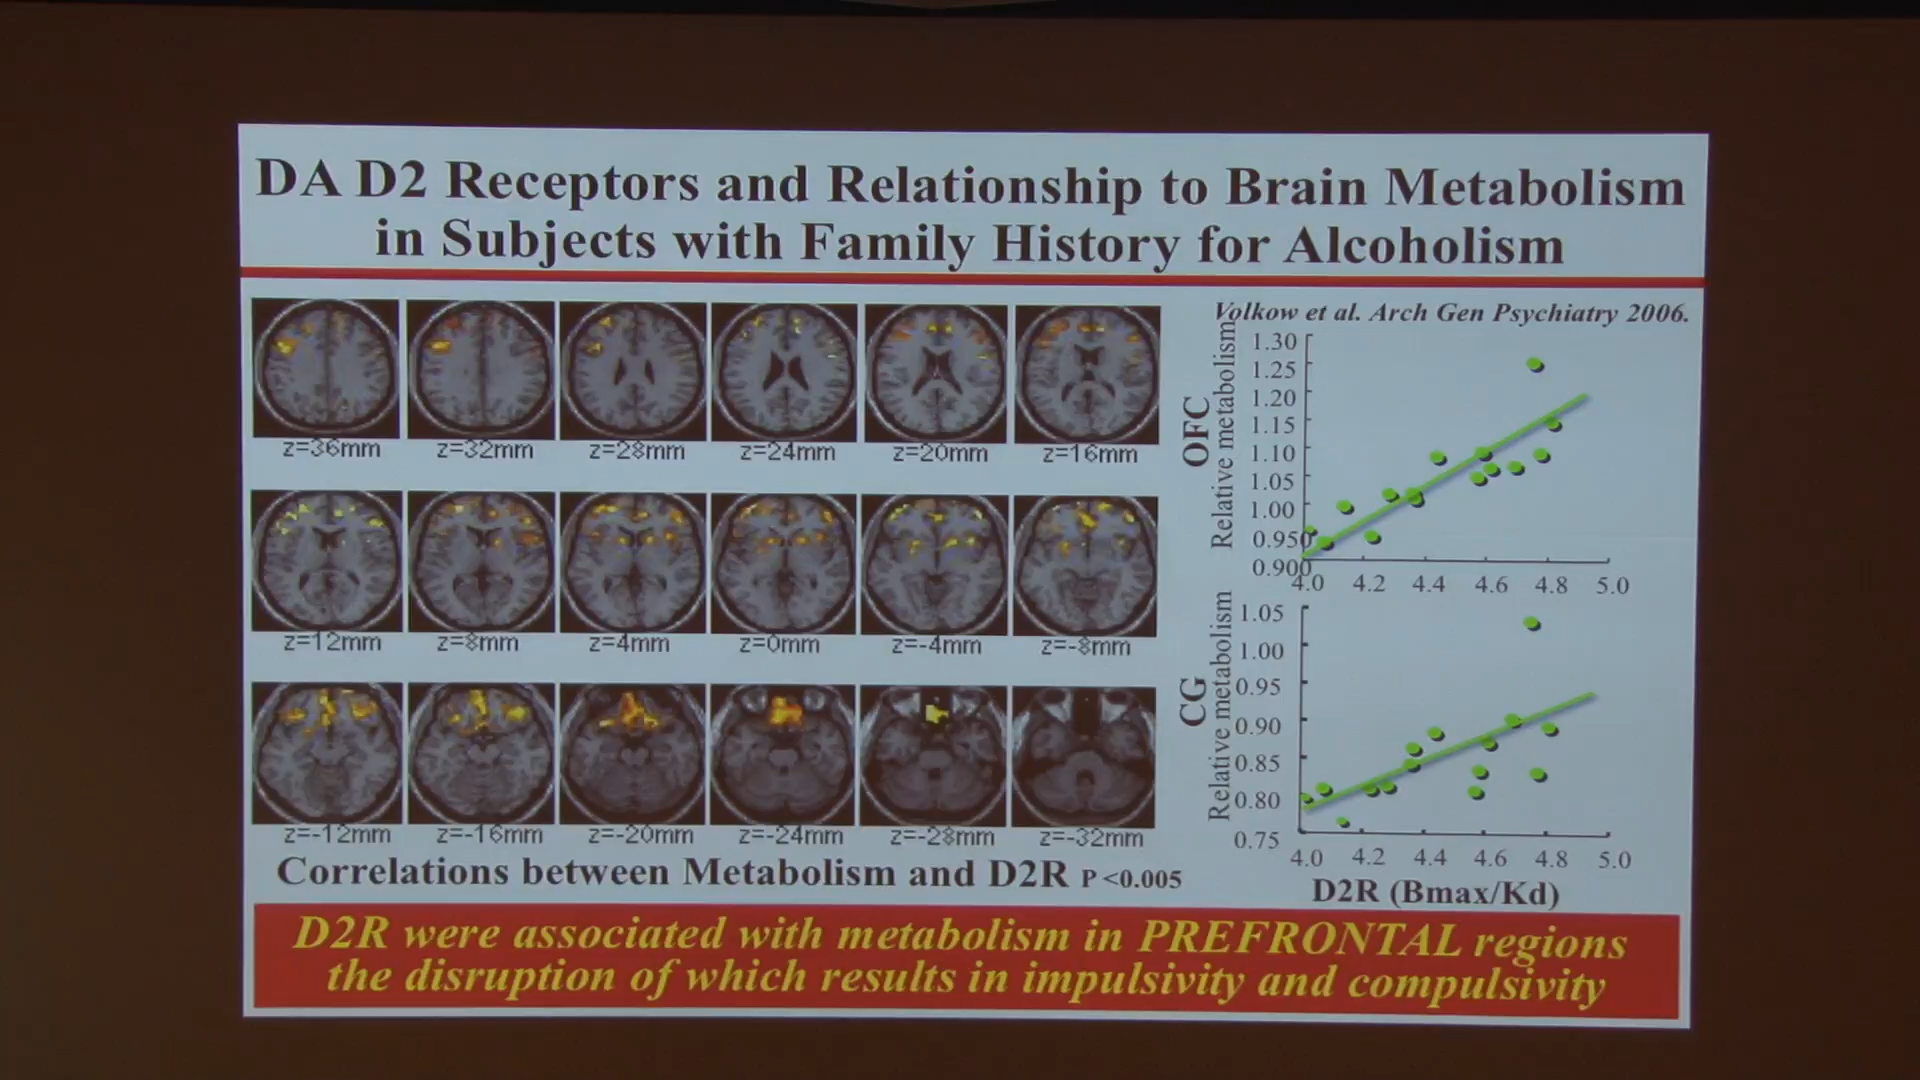 DA D2 Receptors and Relationship to Brain Metabolism
in Subjects with Family History for Alcoholism
z=36mm z=32mm z=28mm z=24mm z=20mm z=16mm
z=12mm z=8mm z=4mm z=0mm z=-4mm z=-8mm
z=-12mm z=-16mm z=-20mm z=-24mm z=-28mm z=-32mm
Correlations between Metabolism and D2R P <0.005
Volkow et al. Arch Gen Psychiatry 2006.
OFC
Relative metabolism
1.30
1.25
1.20
1.15
1.10
1.05
1.00
0.950
0.900
4.0 4.2 4.4 4.6 4.8 5.0
CG
Relative metabolism
1.05
1.00
0.95
0.90
0.85
0.80
0.75
4.0 4.2 4.4 4.6 4.8 5.0
D2R (Bmax/Kd)
D2R were associated with metabolism in PREFRONTAL regions
the disruption of which results in impulsivity and compulsivity